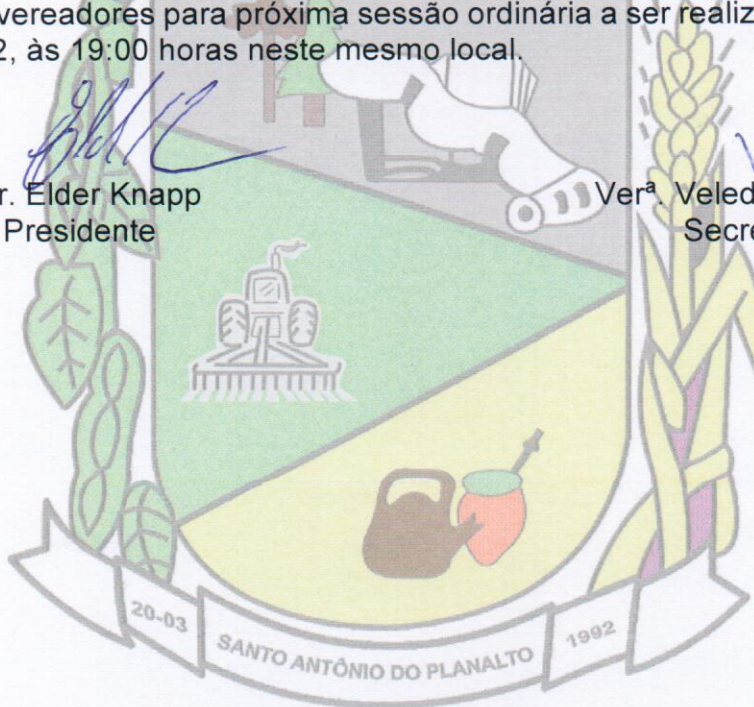 vereadores para próxima sessão ordinária a ser realiz
2, às 19:00 horas neste mesmo local.
r. Elder Knapp
Verª. Veled
Presidente
Secre
20-03
SANTO ANTÔNIO DO PLANALTO
1992